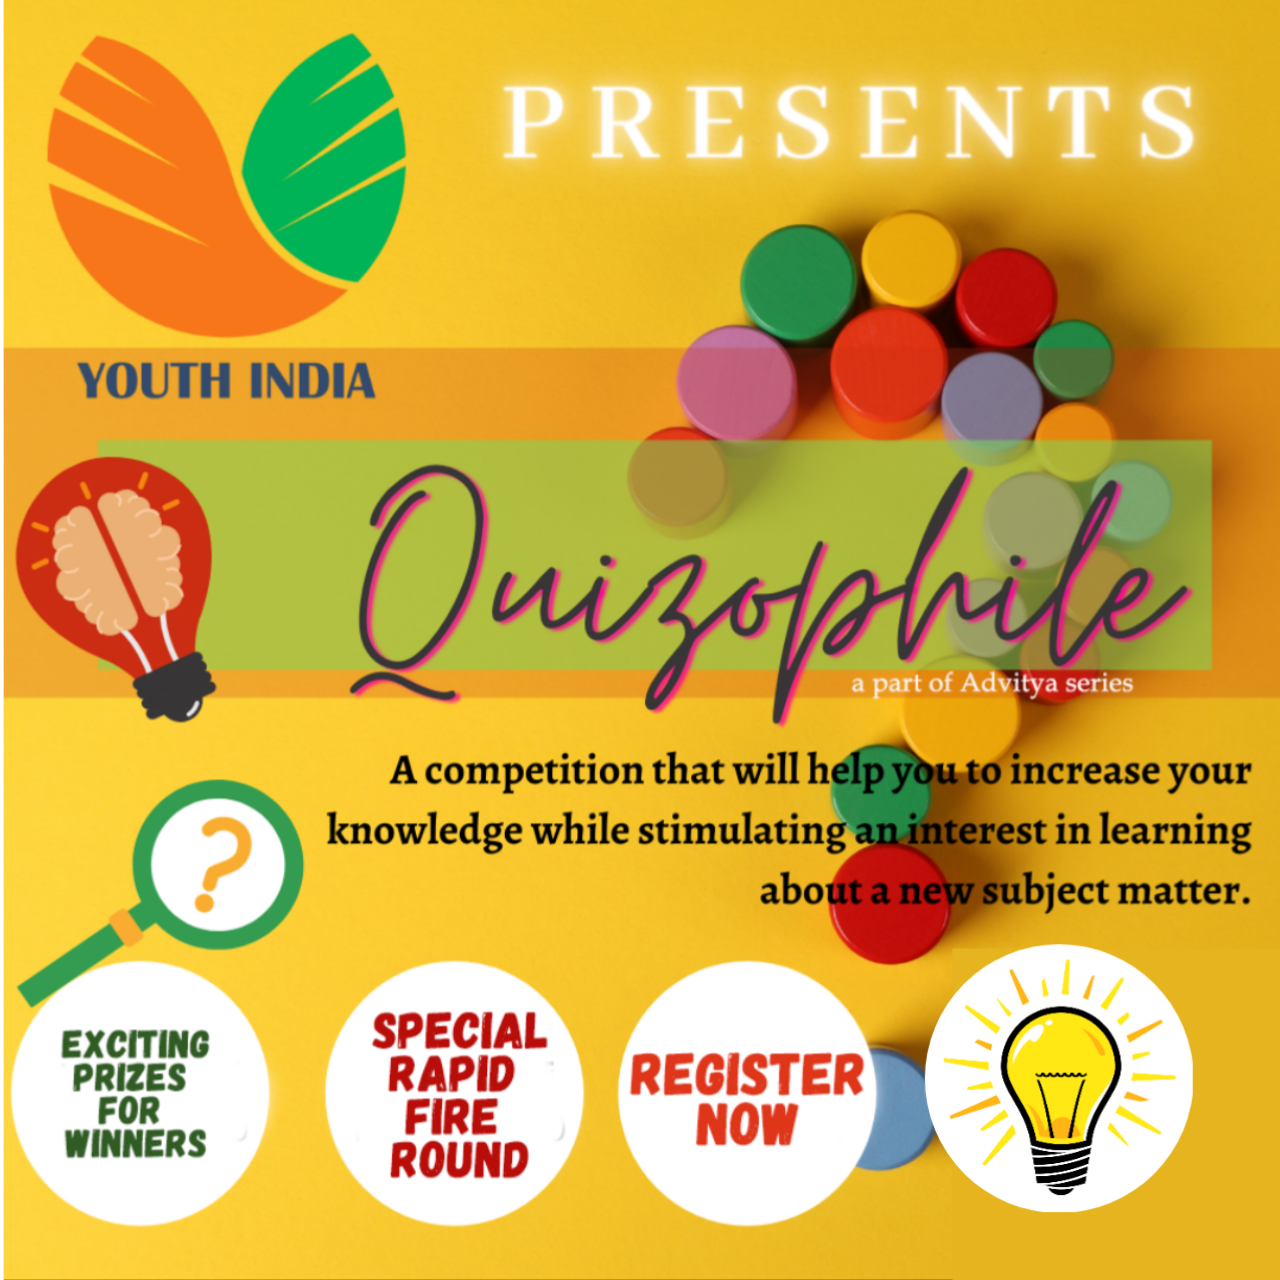 PRESENTS
YOUTH INDIA
Quizophile
a part of Advitya series
A competition that will help you to increase your
knowledge while stimulating an interest in learning
about a new subject matter.
?
EXCITING
PRIZES
FOR
WINNERS
SPECIAL
RAPID
FIRE
ROUND
REGISTER
NOW